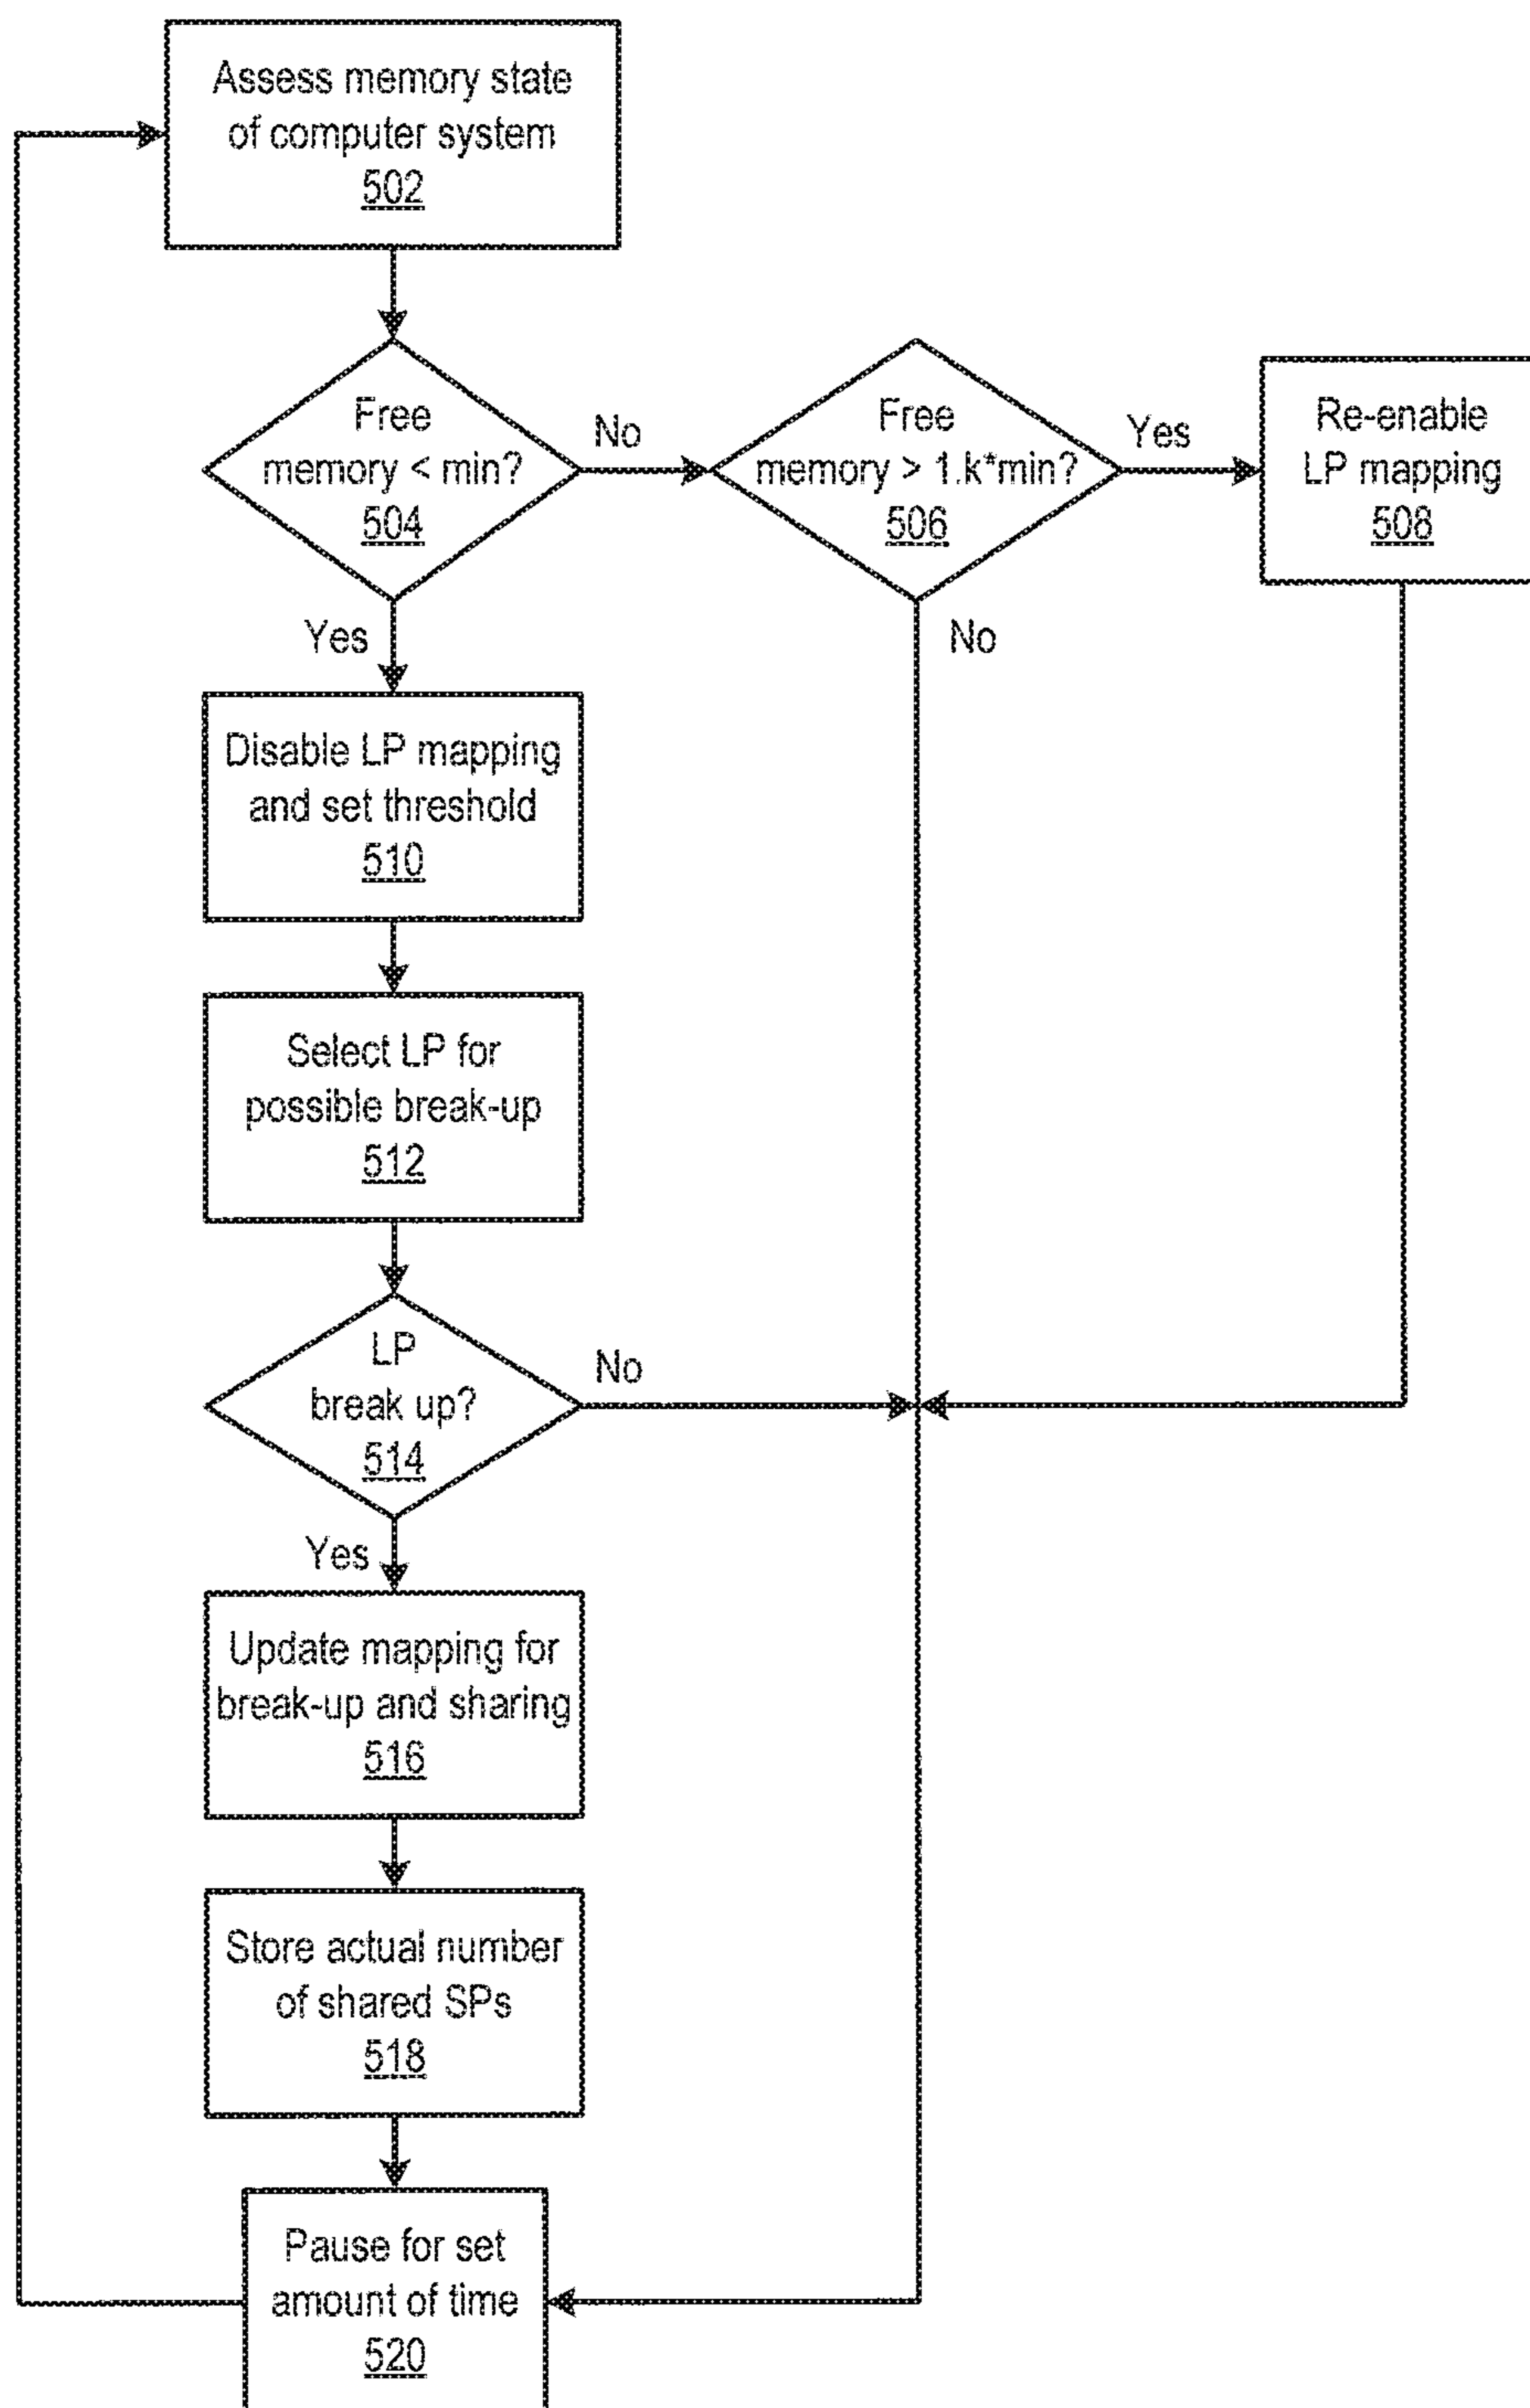 Assess memory state
of computer system
502
Free
memory < min?
504
No
Free
memory > 1.k*min?
506
Yes
Re-enable
LP mapping
508
Yes
No
Disable LP mapping
and set threshold
510
Select LP for
possible break-up
512
LP
break up?
514
No
Yes
Update mapping for
break-up and sharing
516
Store actual number
of shared SPs
518
Pause for set
amount of time
520